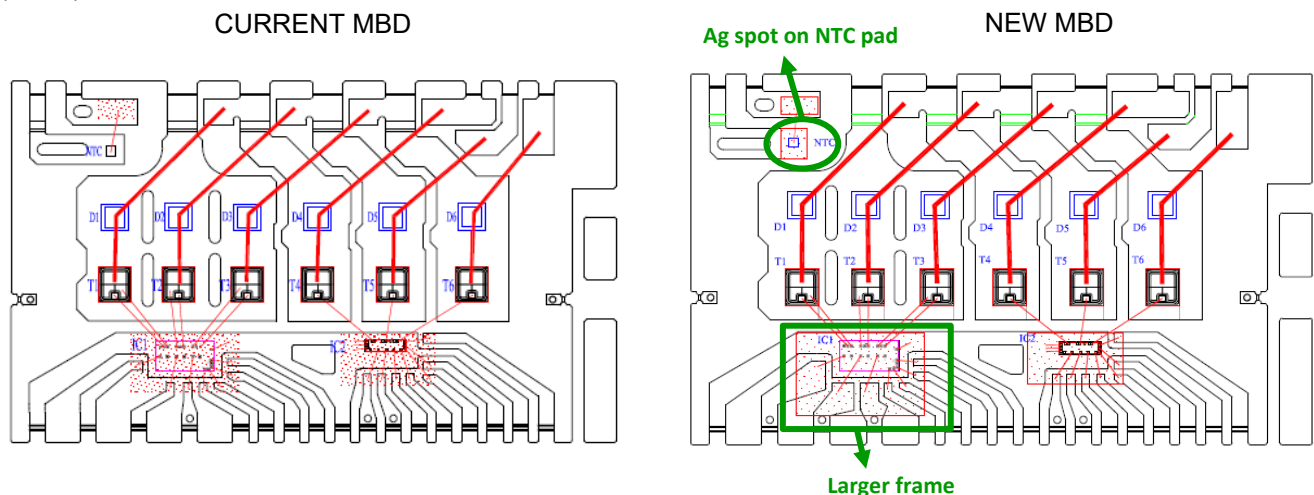 CURRENT MBD
NEW MBD
Ag spot on NTC pad
NTC
D1 D2 D3 D4 D5 D6
T1 T2 T3 T4 T5 T6
IC1 IC2
NTC
D1 D2 D3 D4 D5 D6
T1 T2 T3 T4 T5 T6
IC1 IC2
Larger frame